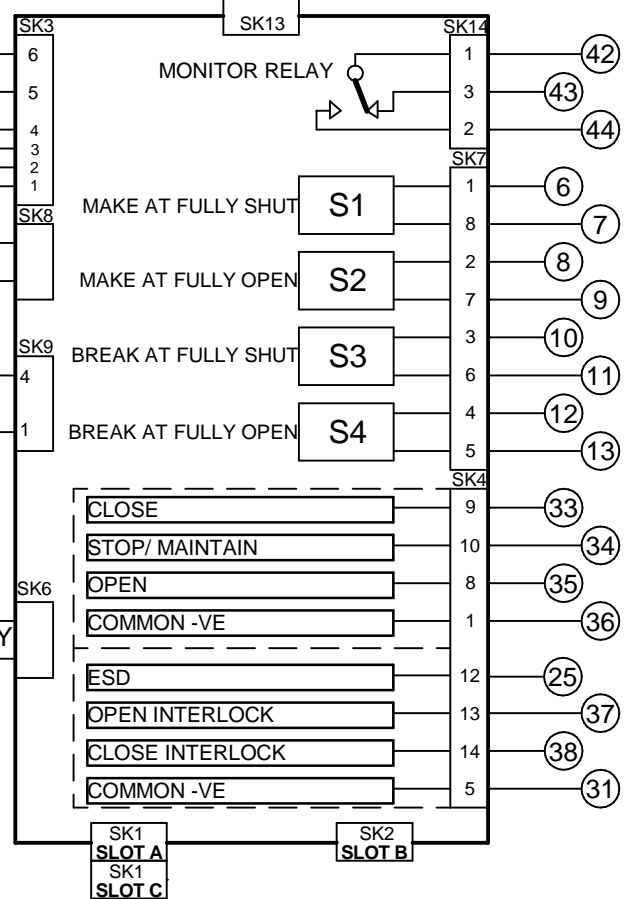 SK3
SK13
SK14
6
MONITOR RELAY
1
42
5
3
43
4
2
44
3
2
1
SK7
MAKE AT FULLY SHUT
S1
1
6
SK8
8
7
MAKE AT FULLY OPEN
S2
2
8
7
9
SK9
BREAK AT FULLY SHUT
S3
3
10
4
6
11
1
BREAK AT FULLY OPEN
S4
4
12
5
13
SK4
CLOSE
9
33
STOP/ MAINTAIN
10
34
SK6
OPEN
8
35
COMMON -VE
1
36
Y
ESD
12
25
OPEN INTERLOCK
13
37
CLOSE INTERLOCK
14
38
COMMON -VE
5
31
SK1
SLOT A
SK2
SLOT B
SK1
SLOT C